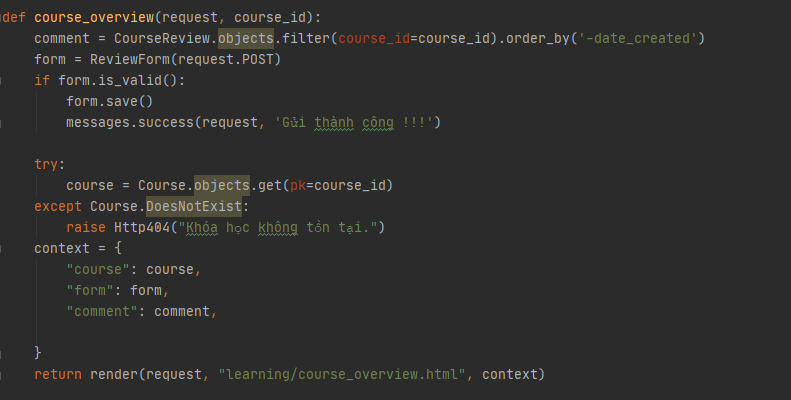 def course_overview(request, course_id):
    comment = CourseReview.objects.filter(course_id=course_id).order_by('-date_created')
    form = ReviewForm(request.POST)
    if form.is_valid():
        form.save()
        messages.success(request, 'Gửi thành công !!!')
    try:
        course = Course.objects.get(pk=course_id)
    except Course.DoesNotExist:
        raise Http404("Khóa học không tồn tại.")
    context = {
        "course": course,
        "form": form,
        "comment": comment,
    }
    return render(request, "learning/course_overview.html", context)